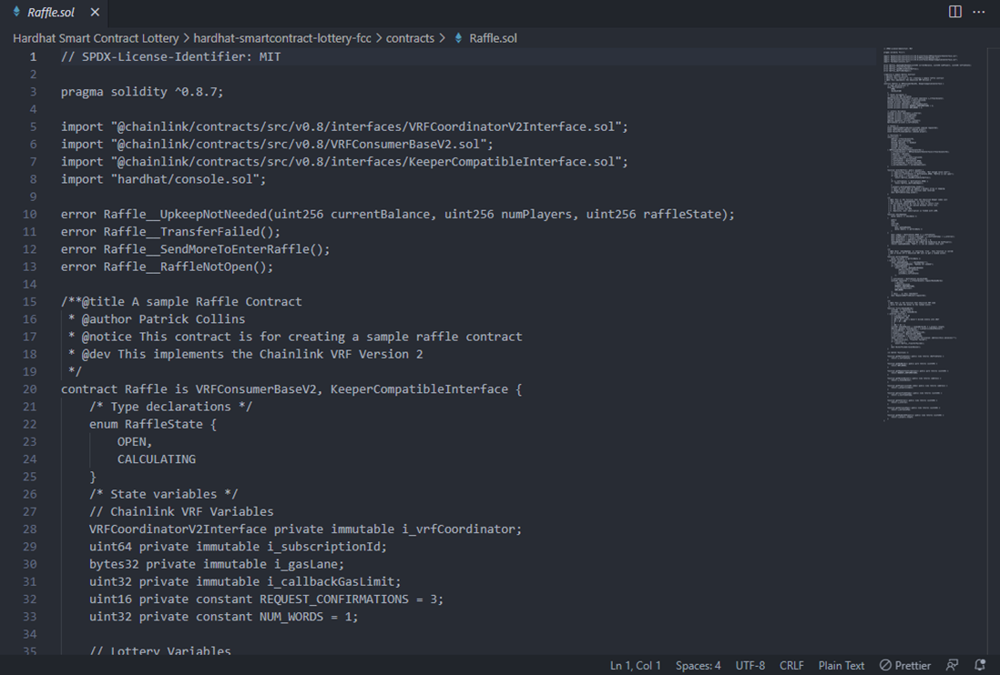 Raffle.sol
Hardhat Smart Contract Lottery > hardhat-smartcontract-lottery-fcc > contracts > Raffle.sol
1 // SPDX-License-Identifier: MIT
2
3 pragma solidity ^0.8.7;
4
5 import "@chainlink/contracts/src/v0.8/interfaces/VRFCoordinatorV2Interface.sol";
6 import "@chainlink/contracts/src/v0.8/VRFConsumerBaseV2.sol";
7 import "@chainlink/contracts/src/v0.8/interfaces/KeeperCompatibleInterface.sol";
8 import "hardhat/console.sol";
9
10 error Raffle__UpkeepNotNeeded(uint256 currentBalance, uint256 numPlayers, uint256 raffleState);
11 error Raffle__TransferFailed();
12 error Raffle__SendMoreToEnterRaffle();
13 error Raffle__RaffleNotOpen();
14
15 /**@title A sample Raffle Contract
16  * @author Patrick Collins
17  * @notice This contract is for creating a sample raffle contract
18  * @dev This implements the Chainlink VRF Version 2
19  */
20 contract Raffle is VRFConsumerBaseV2, KeeperCompatibleInterface {
21     /* Type declarations */
22     enum RaffleState {
23         OPEN,
24         CALCULATING
25     }
26     /* State variables */
27     // Chainlink VRF Variables
28     VRFCoordinatorV2Interface private immutable i_vrfCoordinator;
29     uint64 private immutable i_subscriptionId;
30     bytes32 private immutable i_gasLane;
31     uint32 private immutable i_callbackGasLimit;
32     uint16 private constant REQUEST_CONFIRMATIONS = 3;
33     uint32 private constant NUM_WORDS = 1;
34
35     // Lottery Variables
Ln 1, Col 1 Spaces: 4 UTF-8 CRLF Plain Text Prettier